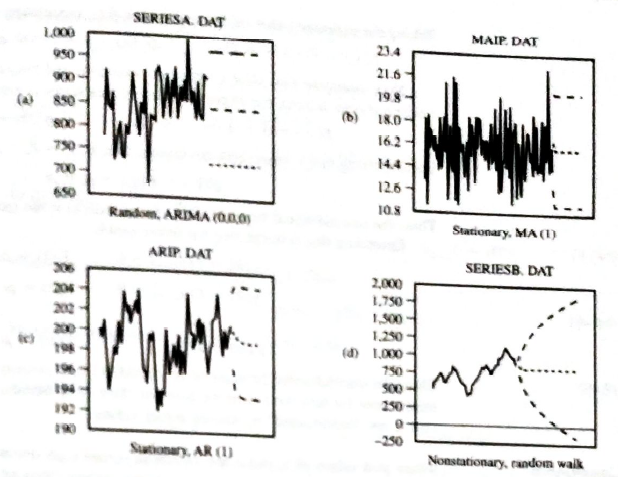 SERIESA. DAT
1,000
950
900
(a) 850
800
750
700
650
Random, ARIMA (0,0,0)
MAIP. DAT
23.4
21.6
19.8
(b) 18.0
16.2
14.4
12.6
10.8
Stationary, MA (1)
ARIP. DAT
206
204
202
200
(c) 198
196
194
192
190
Stationary, AR (1)
SERIESB. DAT
2,000
1,750
1,500
1,250
(d) 1,000
750
500
250
0
-250
Nonstationary, random walk